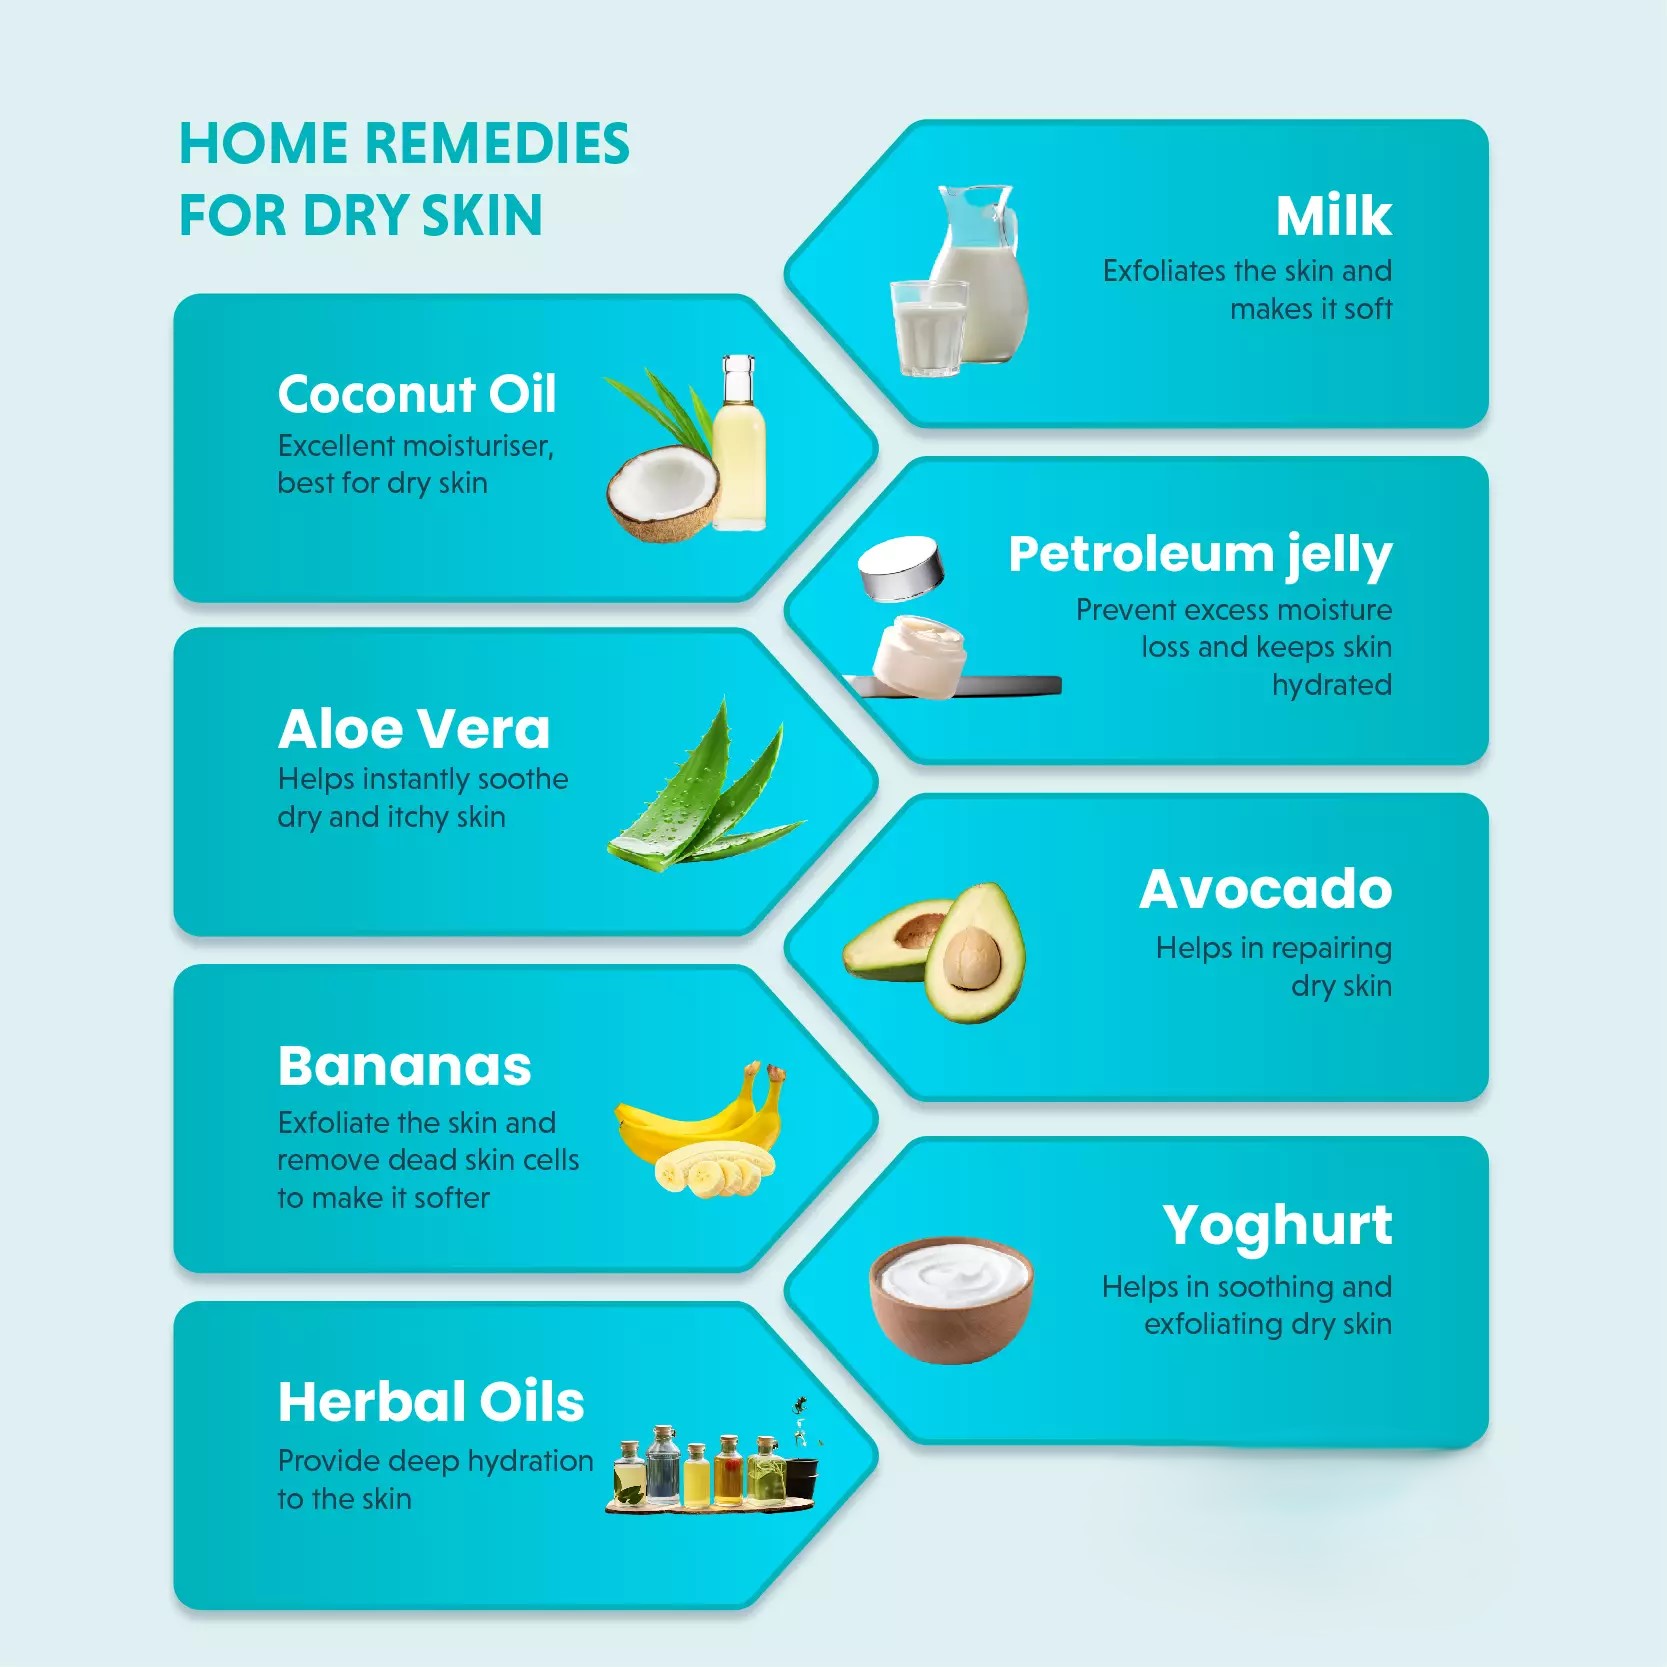 HOME REMEDIES
FOR DRY SKIN
Coconut Oil
Excellent moisturiser,
best for dry skin
Aloe Vera
Helps instantly soothe
dry and itchy skin
Bananas
Exfoliate the skin and
remove dead skin cells
to make it softer
Herbal Oils
Provide deep hydration
to the skin
Milk
Exfoliates the skin and
makes it soft
Petroleum jelly
Prevent excess moisture
loss and keeps skin
hydrated
Avocado
Helps in repairing
dry skin
Yoghurt
Helps in soothing and
exfoliating dry skin